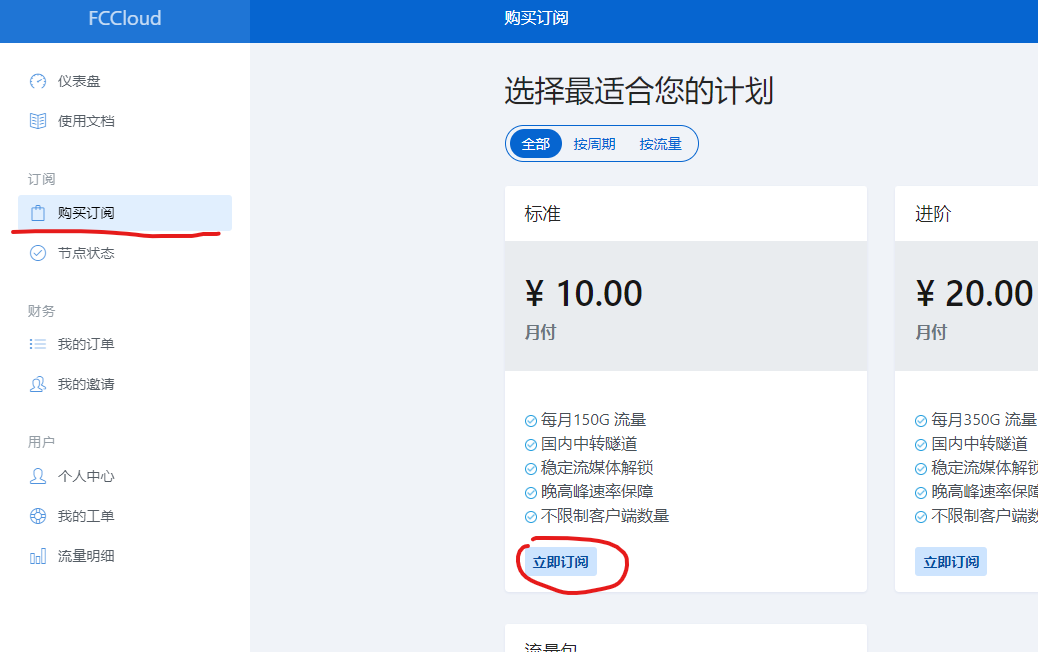 FCCloud
购买订阅
仪表盘
使用文档
订阅
购买订阅
节点状态
财务
我的订单
我的邀请
用户
个人中心
我的工单
流量明细
选择最适合您的计划
全部 按周期 按流量
标准
¥ 10.00
月付
每月150G 流量
国内中转隧道
稳定流媒体解锁
晚高峰速率保障
不限制客户端数量
立即订阅
进阶
¥ 20.00
月付
每月350G 流量
国内中转隧道
稳定流媒体解锁
晚高峰速率保障
不限制客户端数
立即订阅
流量包